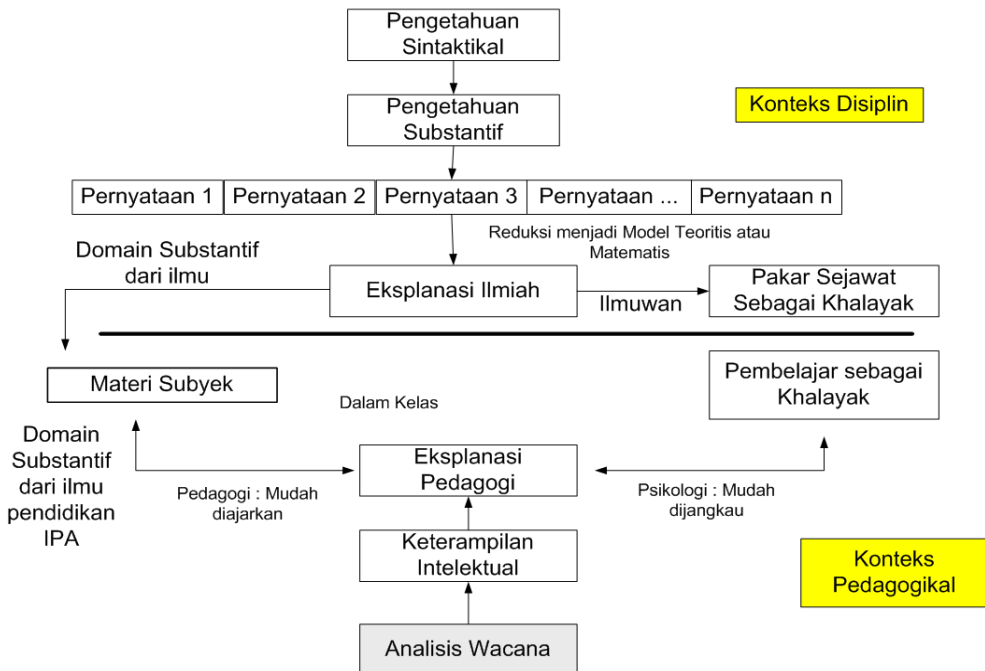 Pengetahuan
Sintaktikal
Pengetahuan
Substantif
Konteks Disiplin
Pernyataan 1
Pernyataan 2
Pernyataan 3
Pernyataan ...
Pernyataan n
Reduksi menjadi Model Teoritis atau
Matematis
Domain Substantif
dari ilmu
Eksplanasi Ilmiah
Ilmuwan
Pakar Sejawat
Sebagai Khalayak
Materi Subyek
Pembelajar sebagai
Khalayak
Dalam Kelas
Domain
Substantif
dari ilmu
pendidikan
IPA
Pedagogi : Mudah
diajarkan
Eksplanasi
Pedagogi
Psikologi : Mudah
dijangkau
Keterampilan
Intelektual
Konteks
Pedagogikal
Analisis Wacana